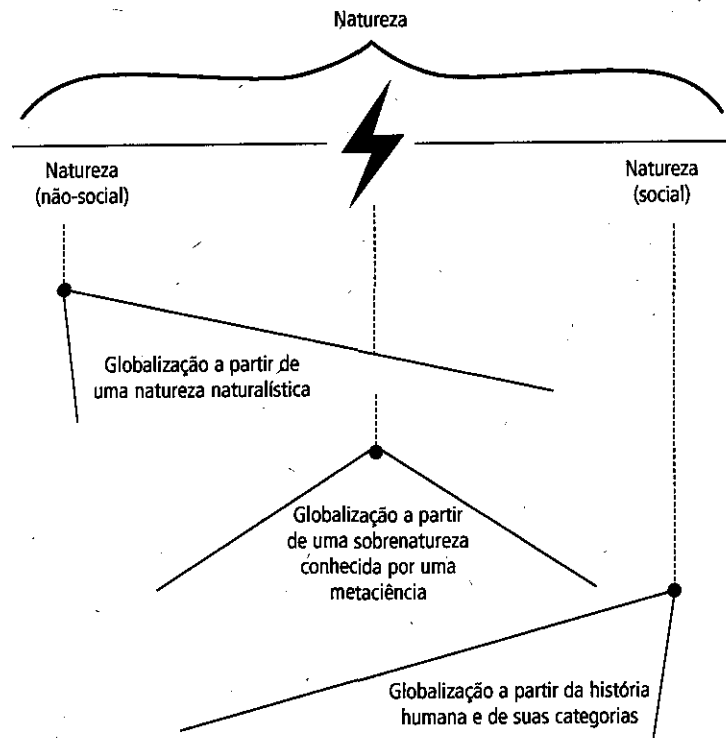 Natureza
Natureza
(não-social)
Natureza
(social)
Globalização a partir de
uma natureza naturalística
Globalização a partir
de uma sobrenatureza
conhecida por uma
metaciência
Globalização a partir da história
humana e de suas categorias